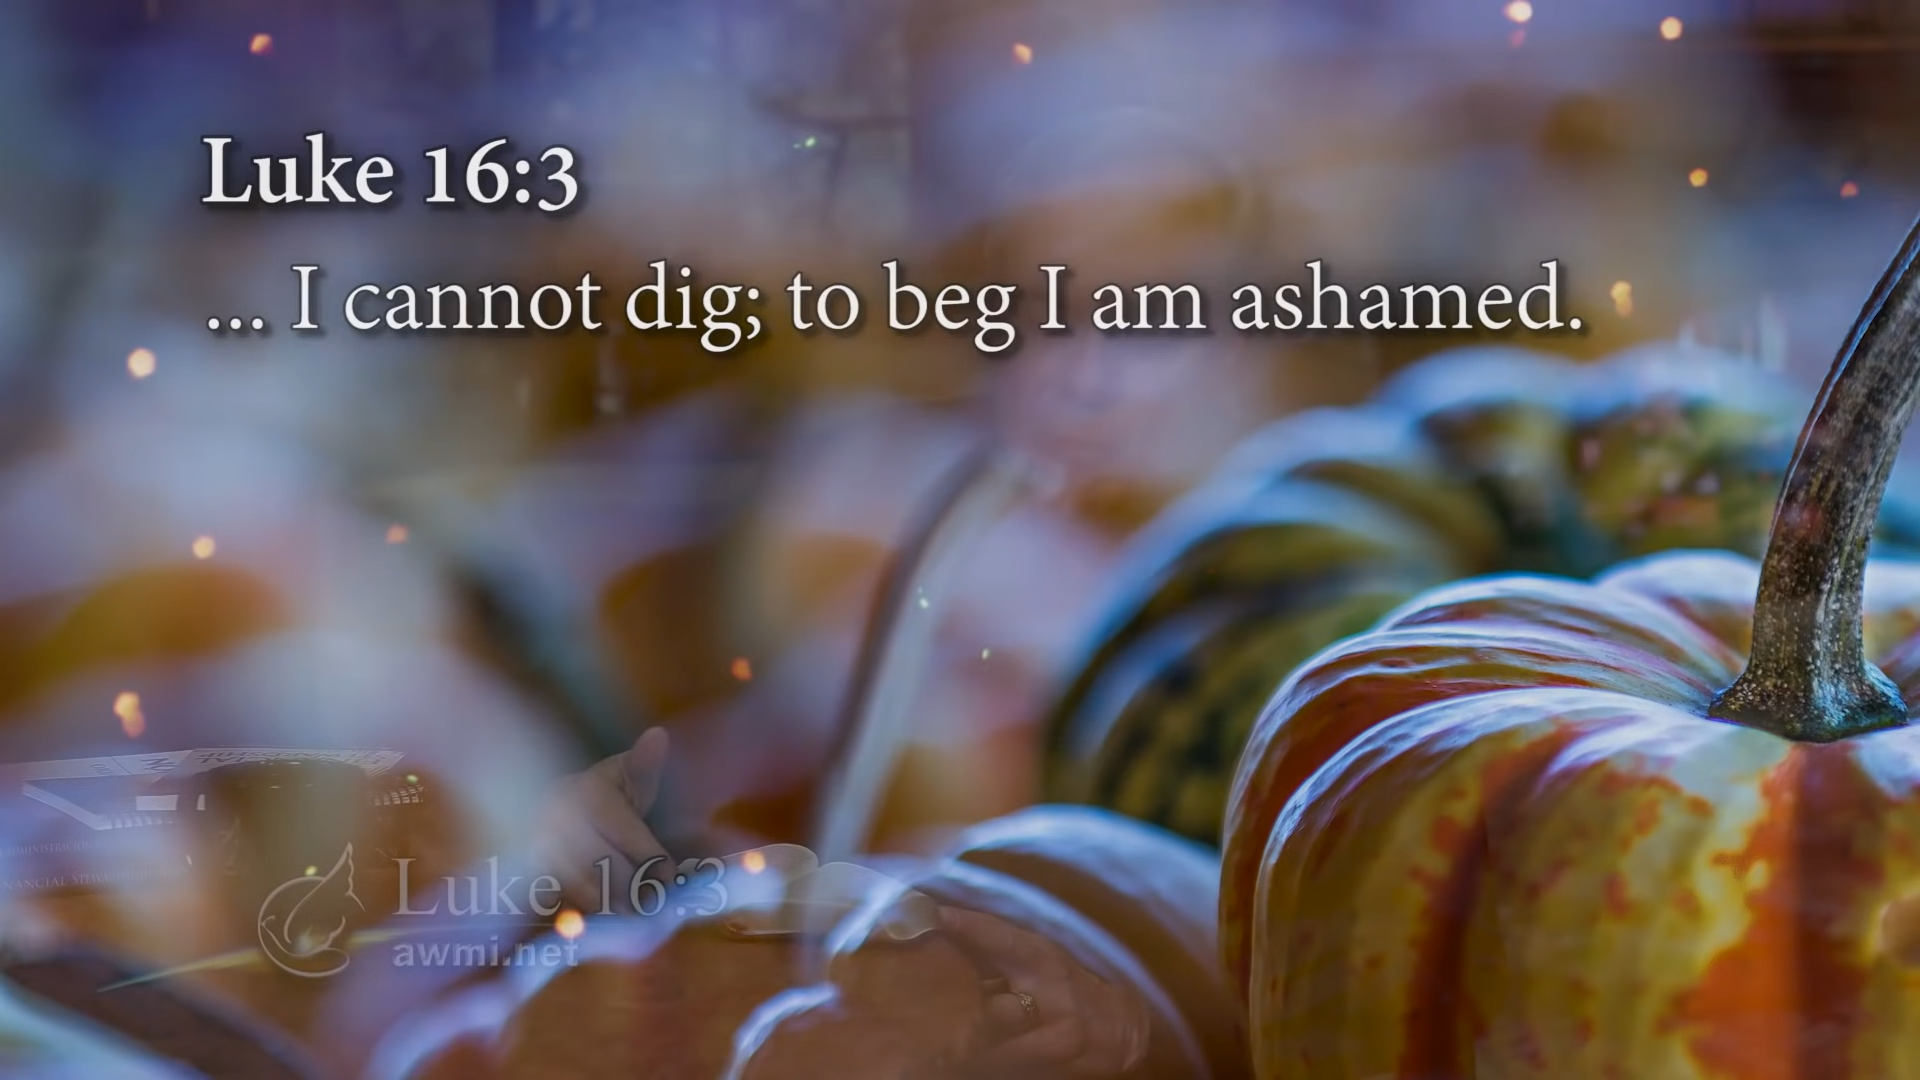 Luke 16:3
... I cannot dig; to beg I am ashamed.
Luke 16:3
awmi.net